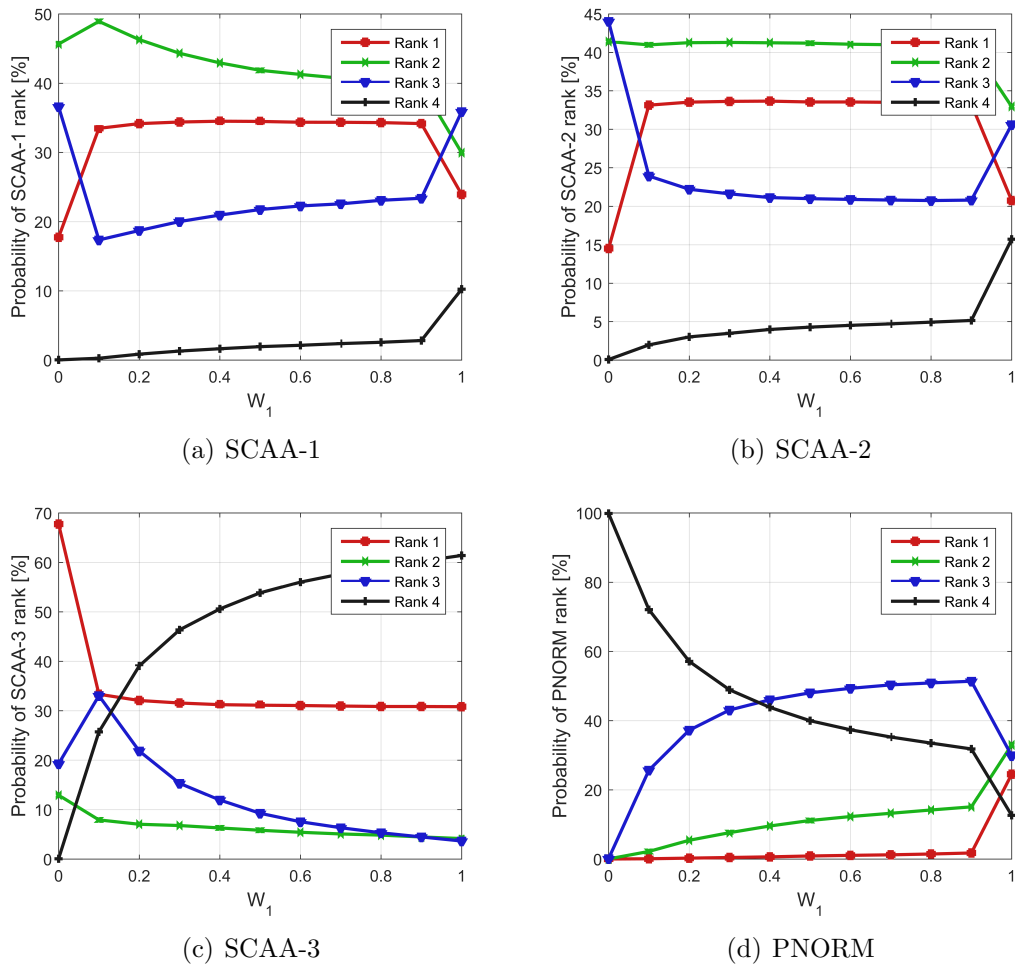 Probability of SCAA-1 rank [%]
50
40
30
20
10
0
0 0.2 0.4 0.6 0.8 1
W1
Rank 1
Rank 2
Rank 3
Rank 4
(a) SCAA-1
Probability of SCAA-2 rank [%]
45
40
35
30
25
20
15
10
5
0
0 0.2 0.4 0.6 0.8 1
W1
Rank 1
Rank 2
Rank 3
Rank 4
(b) SCAA-2
Probability of SCAA-3 rank [%]
70
60
50
40
30
20
10
0
0 0.2 0.4 0.6 0.8 1
W1
Rank 1
Rank 2
Rank 3
Rank 4
(c) SCAA-3
Probability of PNORM rank [%]
100
80
60
40
20
0
0 0.2 0.4 0.6 0.8 1
W1
Rank 1
Rank 2
Rank 3
Rank 4
(d) PNORM